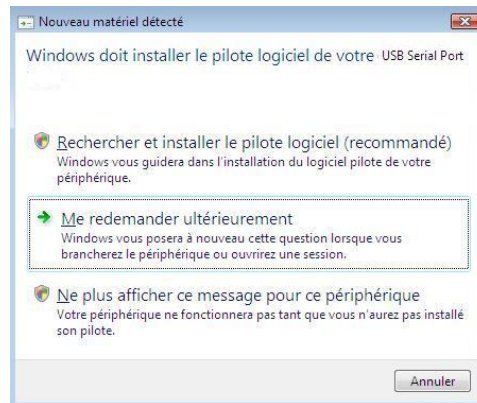 Nouveau matériel détecté
Windows doit installer le pilote logiciel de votre USB Serial Port
Rechercher et installer le pilote logiciel (recommandé)
Windows vous guidera dans l'installation du logiciel pilote de votre
périphérique.
Me redemander ultérieurement
Windows vous posera à nouveau cette question lorsque vous
brancherez le périphérique ou ouvrirez une session.
Ne plus afficher ce message pour ce périphérique
Votre périphérique ne fonctionnera pas tant que vous n'aurez pas installé
son pilote.
Annuler